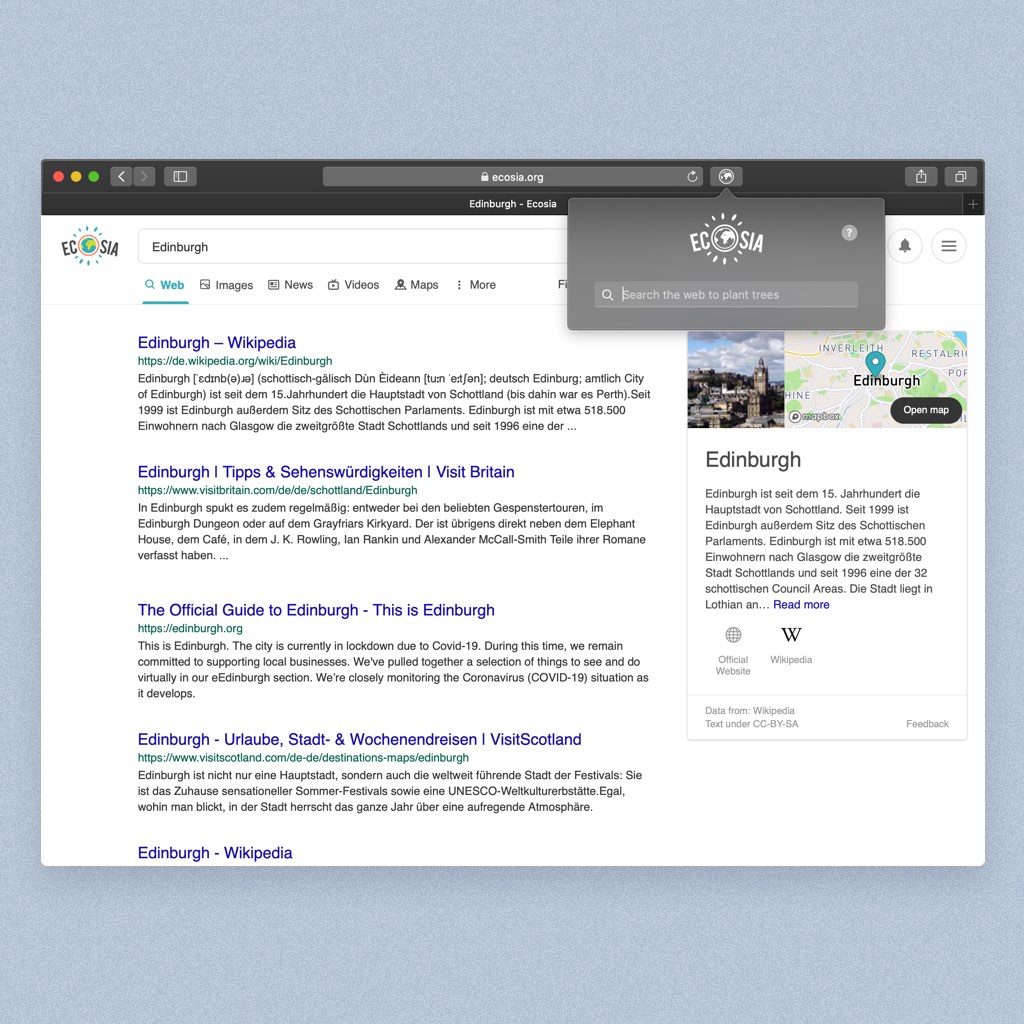 ecosia.org
Edinburgh - Ecosia
ECOSIA
Edinburgh
ECOSIA
?
Search the web to plant trees
Web
Images
News
Videos
Maps
More
Fi
Edinburgh – Wikipedia
https://de.wikipedia.org/wiki/Edinburgh
Edinburgh [ˈɛdɪnb(ə)ɹə] (schottisch-gälisch Dùn Èideann [tuːn ˈeːtʃən]; deutsch Edinburg; amtlich City
of Edinburgh) ist seit dem 15.Jahrhundert die Hauptstadt von Schottland (bis dahin war es Perth).Seit
1999 ist Edinburgh außerdem Sitz des Schottischen Parlaments. Edinburgh ist mit etwa 518.500
Einwohnern nach Glasgow die zweitgrößte Stadt Schottlands und seit 1996 eine der ...
Edinburgh | Tipps & Sehenswürdigkeiten | Visit Britain
https://www.visitbritain.com/de/de/schottland/Edinburgh
In Edinburgh spukt es zudem regelmäßig: entweder bei den beliebten Gespenstertouren, im
Edinburgh Dungeon oder auf dem Grayfriars Kirkyard. Der ist übrigens direkt neben dem Elephant
House, dem Café, in dem J. K. Rowling, Ian Rankin und Alexander McCall-Smith Teile ihrer Romane
verfasst haben. ...
The Official Guide to Edinburgh - This is Edinburgh
https://edinburgh.org
This is Edinburgh. The city is currently in lockdown due to Covid-19. During this time, we remain
committed to supporting local businesses. We've pulled together a selection of things to see and do
virtually in our eEdinburgh section. We're closely monitoring the Coronavirus (COVID-19) situation as
it develops.
Edinburgh - Urlaube, Stadt- & Wochenendreisen | VisitScotland
https://www.visitscotland.com/de-de/destinations-maps/edinburgh
Edinburgh ist nicht nur eine Hauptstadt, sondern auch die weltweit führende Stadt der Festivals: Sie
ist das Zuhause sensationeller Sommer-Festivals sowie eine UNESCO-Weltkulturerbstätte.Egal,
wohin man blickt, in der Stadt herrscht das ganze Jahr über eine aufregende Atmosphäre.
Edinburgh - Wikipedia
INVERLEITH
RESTALRI
POR
Edinburgh
HINE
mapbox
Open map
Edinburgh
Edinburgh ist seit dem 15. Jahrhundert die
Hauptstadt von Schottland. Seit 1999 ist
Edinburgh außerdem Sitz des Schottischen
Parlaments. Edinburgh ist mit etwa 518.500
Einwohnern nach Glasgow die zweitgrößte
Stadt Schottlands und seit 1996 eine der 32
schottischen Council Areas. Die Stadt liegt in
Lothian an… Read more
W
Official
Website
Wikipedia
Data from: Wikipedia
Text under CC-BY-SA
Feedback